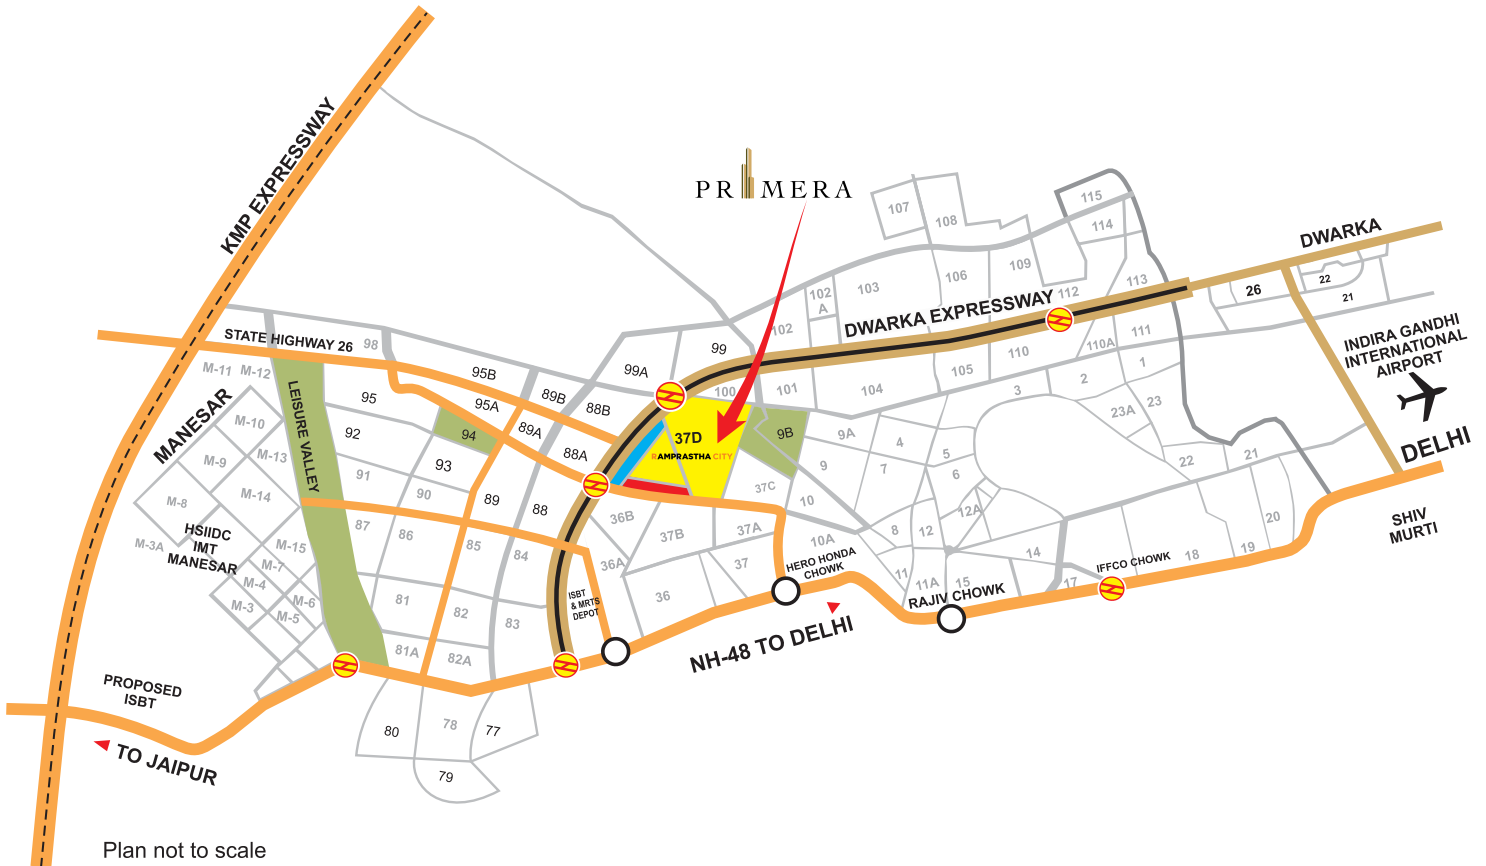 KMP EXPRESSWAY
PRIMERA
115
107
108
114
DWARKA
109
106
113
103
102
A
112
26
22
21
DWARKA EXPRESSWAY
102
111
INDIRA GANDHI
INTERNATIONAL
AIRPORT
STATE HIGHWAY 26
98
99
110A
110
1
M-11
M-12
99A
105
2
95B
100
101
104
3
LEISURE VALLEY
95
89B
88B
95A
23A
23
MANESAR
M-10
92
94
89A
37D
9B
9A
4
DELHI
M-13
88A
RAMPRASTHA CITY
5
M-9
93
9
7
22
21
91
6
M-14
90
89
37C
10
M-8
88
36B
12A
20
SHIV
MURTI
87
86
37B
37A
8
12
HSIIDC
IMT
MANESAR
M-3A
M-15
85
84
10A
14
18
19
M-7
36A
37
HERO HONDA
CHOWK
IFFCO CHOWK
M-4
11
11A
15
17
M-3
M-6
M-5
81
82
83
ISBT
& MRTS
DEPOT
36
RAJIV CHOWK
NH-48 TO DELHI
81A
82A
PROPOSED
ISBT
80
78
77
TO JAIPUR
79
Plan not to scale